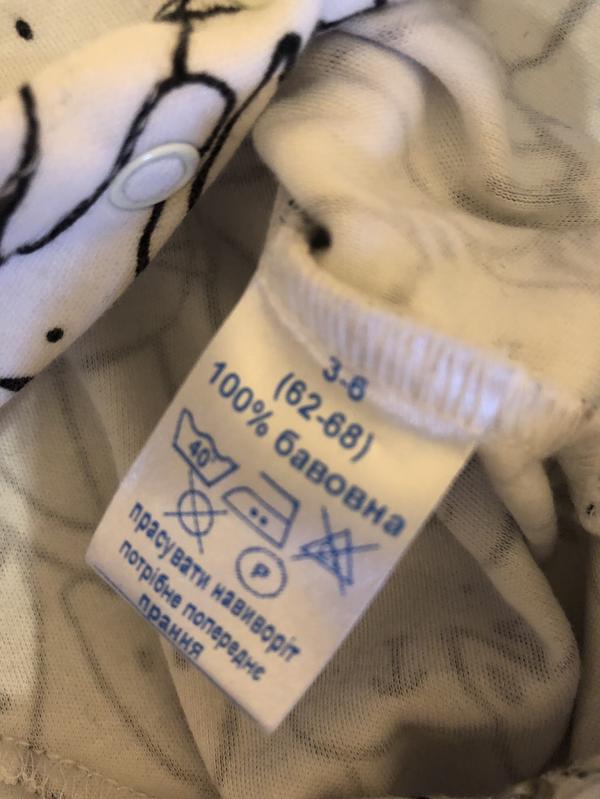 3-6
(62-68)
100% бавовна
40
P
прасувати навиворіт
потрібне попереднє
прання